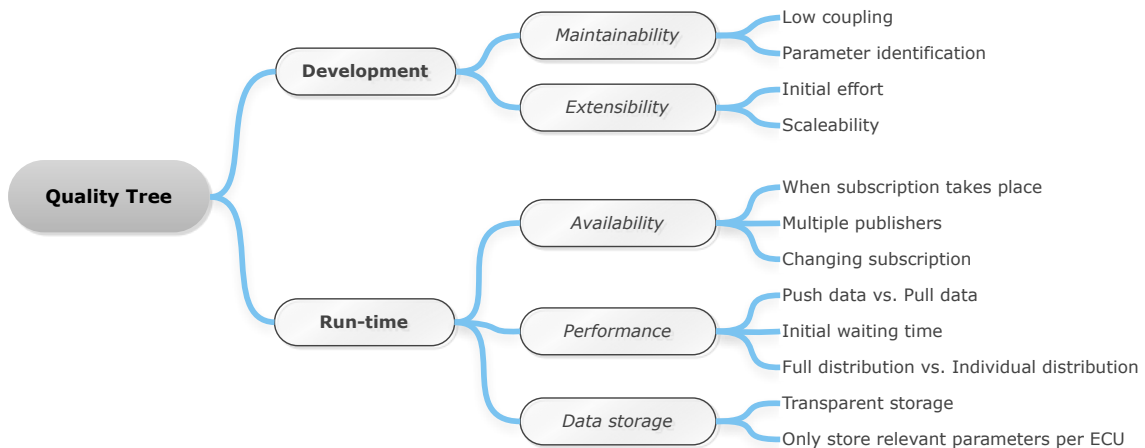 Quality Tree
Development
Maintainability
Low coupling
Parameter identification
Extensibility
Initial effort
Scaleability
Run-time
Availability
When subscription takes place
Multiple publishers
Changing subscription
Performance
Push data vs. Pull data
Initial waiting time
Full distribution vs. Individual distribution
Data storage
Transparent storage
Only store relevant parameters per ECU